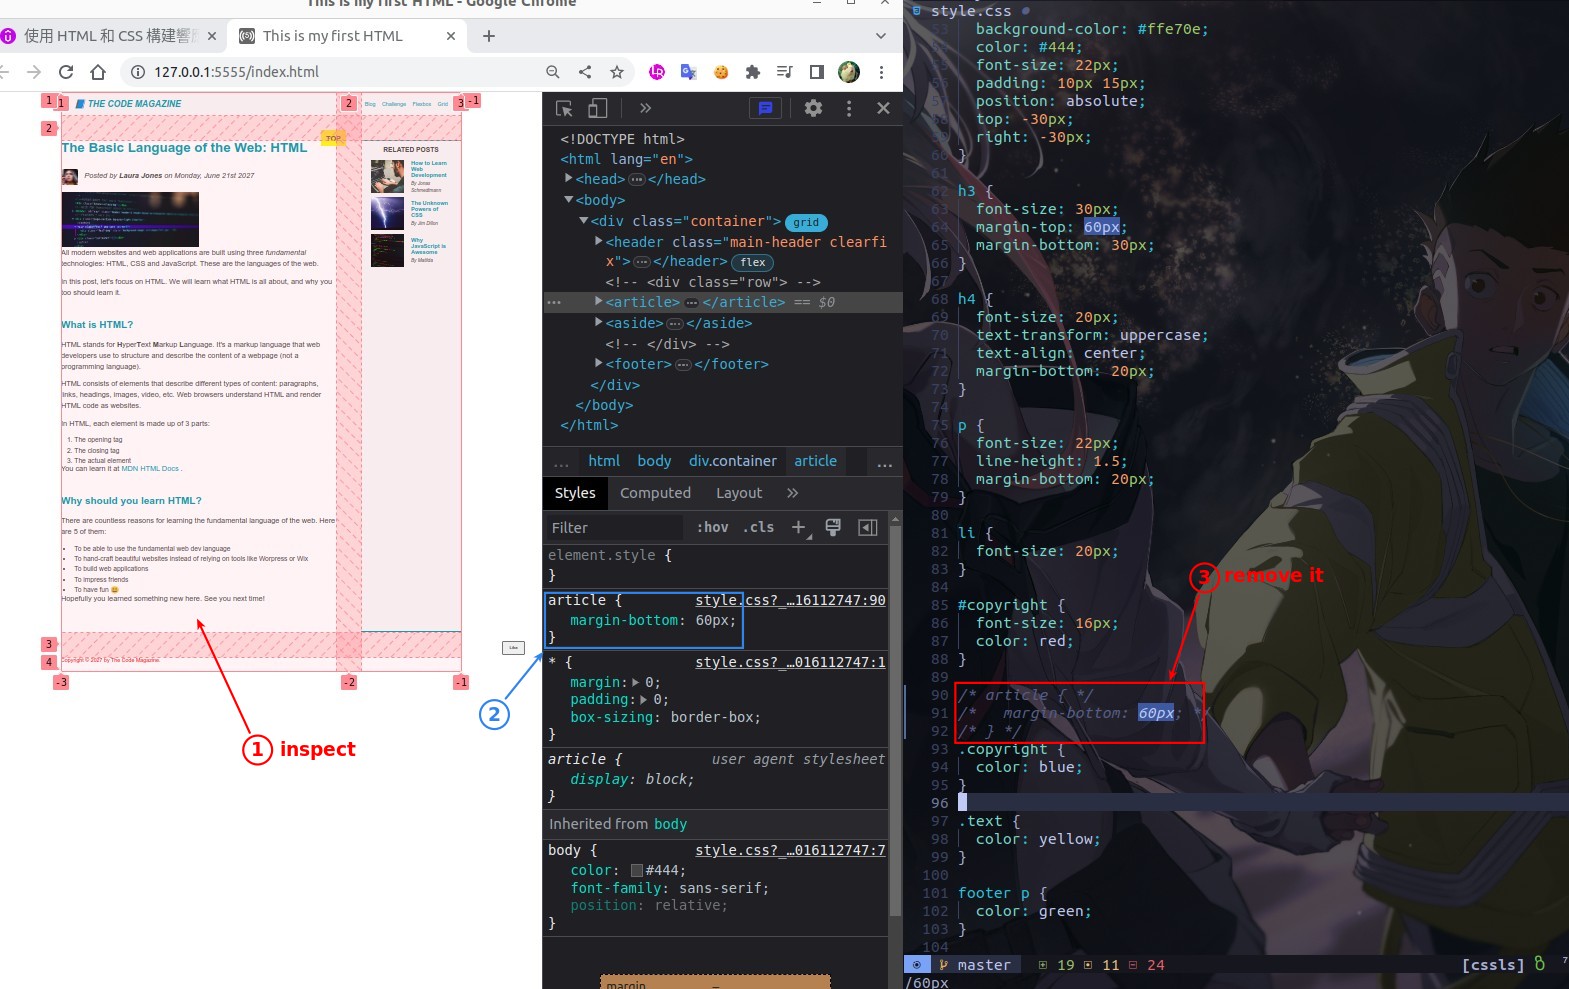 This is my first HTML - Google Chrome
使用 HTML 和 CSS 構建響應
This is my first HTML
127.0.0.1:5555/index.html
1
1
THE CODE MAGAZINE
2
Blog Challenge Flexbox Grid
3
-1
2
TOP
The Basic Language of the Web: HTML
Posted by Laura Jones on Monday, June 21st 2027
All modern websites and web applications are built using three fundamental
technologies: HTML, CSS and JavaScript. These are the languages of the web.
In this post, let's focus on HTML. We will learn what HTML is all about, and why you
too should learn it.
What is HTML?
HTML stands for HyperText Markup Language. It's a markup language that web
developers use to structure and describe the content of a webpage (not a
programming language).
HTML consists of elements that describe different types of content: paragraphs,
links, headings, images, video, etc. Web browsers understand HTML and render
HTML code as websites.
In HTML, each element is made up of 3 parts:
1. The opening tag
2. The closing tag
3. The actual element
You can learn it at MDN HTML Docs .
Why should you learn HTML?
There are countless reasons for learning the fundamental language of the web. Here
are 5 of them:
• To be able to use the fundamental web dev language
• To hand-craft beautiful websites instead of relying on tools like Worpress or Wix
• To build web applications
• To impress friends
• To have fun 😄
Hopefully you learned something new here. See you next time!
RELATED POSTS
How to Learn
Web
Development
By Jonas
Schmedtmann
The Unknown
Powers of
CSS
By Jim Dillon
Why
JavaScript is
Awesome
By Matilda
3
4
Copyright © 2027 by The Code Magazine
Like
-3
-2
-1
1 inspect
2
<!DOCTYPE html>
<html lang="en">
<head> ⋯ </head>
<body>
<div class="container"> grid
<header class="main-header clearfi
x"> ⋯ </header> flex
<!-- <div class="row"> -->
<article> ⋯ </article> == $0
<aside> ⋯ </aside>
<!-- </div> -->
<footer> ⋯ </footer>
</div>
</body>
</html>
... html body div.container article ...
Styles Computed Layout »
Filter :hov .cls +
element.style {
}
article { style.css?_…16112747:90
margin-bottom: 60px;
}
* { style.css?_…016112747:1
margin: 0;
padding: 0;
box-sizing: border-box;
}
article { user agent stylesheet
display: block;
}
Inherited from body
body { style.css?_…016112747:7
color: #444;
font-family: sans-serif;
position: relative;
}
margin –
style.css
53 background-color: #ffe70e;
54 color: #444;
55 font-size: 22px;
56 padding: 10px 15px;
57 position: absolute;
58 top: -30px;
59 right: -30px;
60 }
61
62 h3 {
63 font-size: 30px;
64 margin-top: 60px;
65 margin-bottom: 30px;
66 }
67
68 h4 {
69 font-size: 20px;
70 text-transform: uppercase;
71 text-align: center;
72 margin-bottom: 20px;
73 }
74
75 p {
76 font-size: 22px;
77 line-height: 1.5;
78 margin-bottom: 20px;
79 }
80
81 li {
82 font-size: 20px;
83 }
84
3 remove it
85 #copyright {
86 font-size: 16px;
87 color: red;
88 }
89
90 /* article { */
91 /* margin-bottom: 60px; */
92 /* } */
93 .copyright {
94 color: blue;
95 }
96
97 .text {
98 color: yellow;
99 }
100
101 footer p {
102 color: green;
103 }
104
master 19 11 24 [cssls] 7
/60px